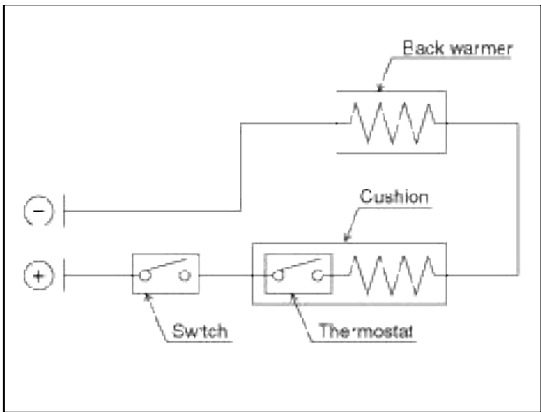 Back warmer
Cushion
−
+
Switch
Thermostat